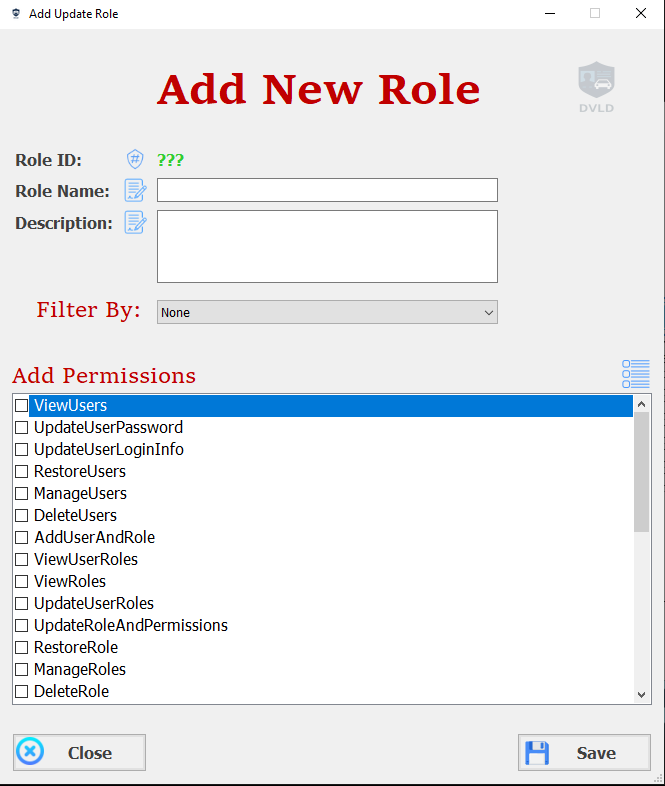 Add Update Role
Add New Role
DVLD
Role ID:
#
???
Role Name:
Description:
Filter By:
None
Add Permissions
ViewUsers
UpdateUserPassword
UpdateUserLoginInfo
RestoreUsers
ManageUsers
DeleteUsers
AddUserAndRole
ViewUserRoles
ViewRoles
UpdateUserRoles
UpdateRoleAndPermissions
RestoreRole
ManageRoles
DeleteRole
Close
Save